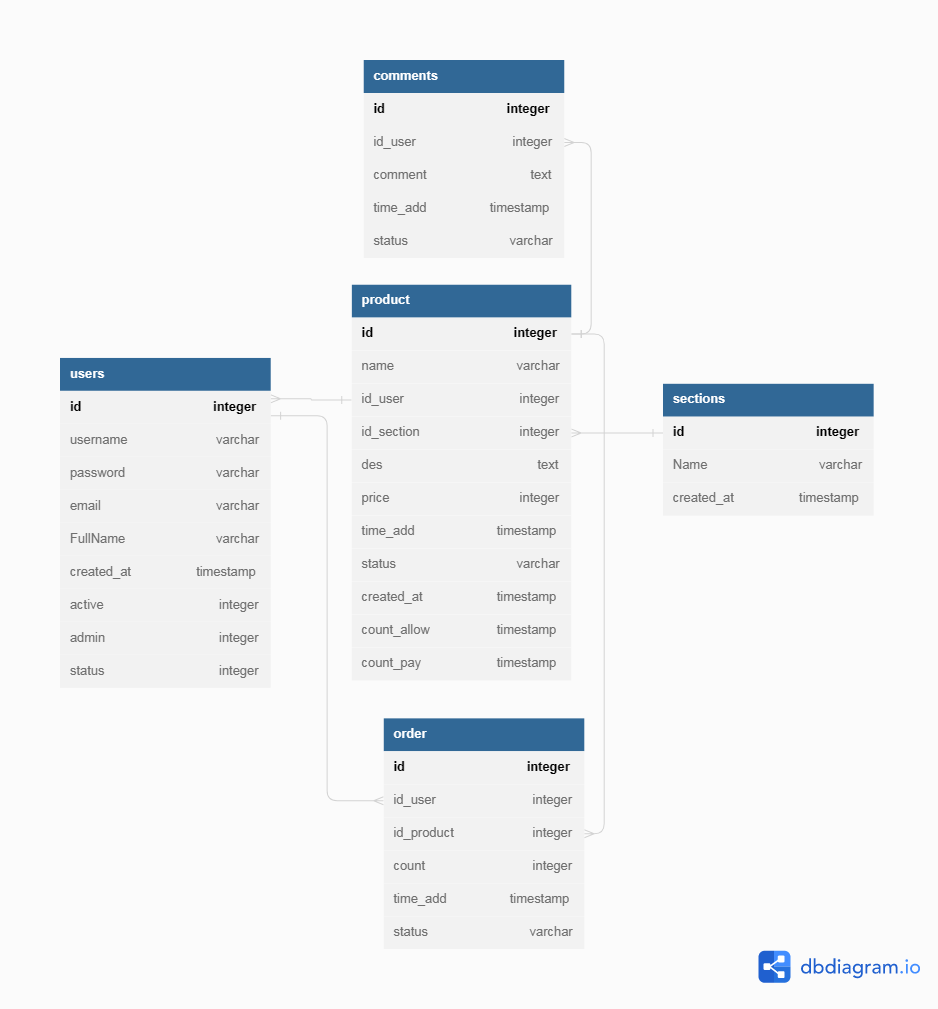 comments
id integer
id_user integer
comment text
time_add timestamp
status varchar
product
id integer
name varchar
id_user integer
id_section integer
des text
price integer
time_add timestamp
status varchar
created_at timestamp
count_allow timestamp
count_pay timestamp
users
id integer
username varchar
password varchar
email varchar
FullName varchar
created_at timestamp
active integer
admin integer
status integer
sections
id integer
Name varchar
created_at timestamp
order
id integer
id_user integer
id_product integer
count integer
time_add timestamp
status varchar
dbdiagram.io